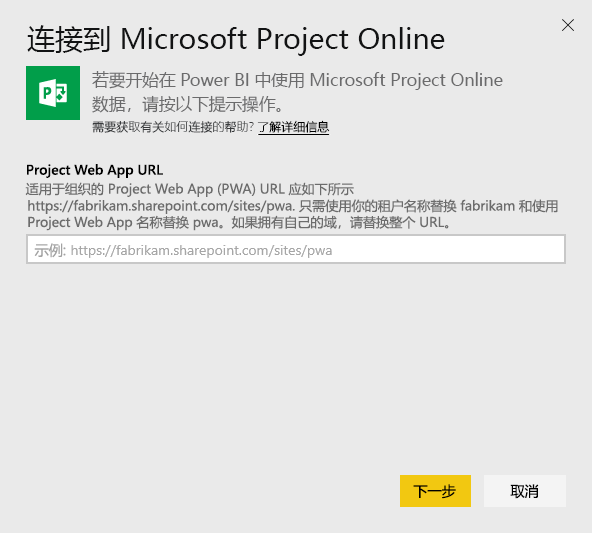 连接到 Microsoft Project Online
若要开始在 Power BI 中使用 Microsoft Project Online
数据，请按以下提示操作。
需要获取有关如何连接的帮助? 了解详细信息
Project Web App URL
适用于组织的 Project Web App (PWA) URL 应如下所示
https://fabrikam.sharepoint.com/sites/pwa. 只需使用你的租户名称替换 fabrikam 和使用
Project Web App 名称替换 pwa。如果拥有自己的域，请替换整个 URL。
示例: https://fabrikam.sharepoint.com/sites/pwa
下一步
取消